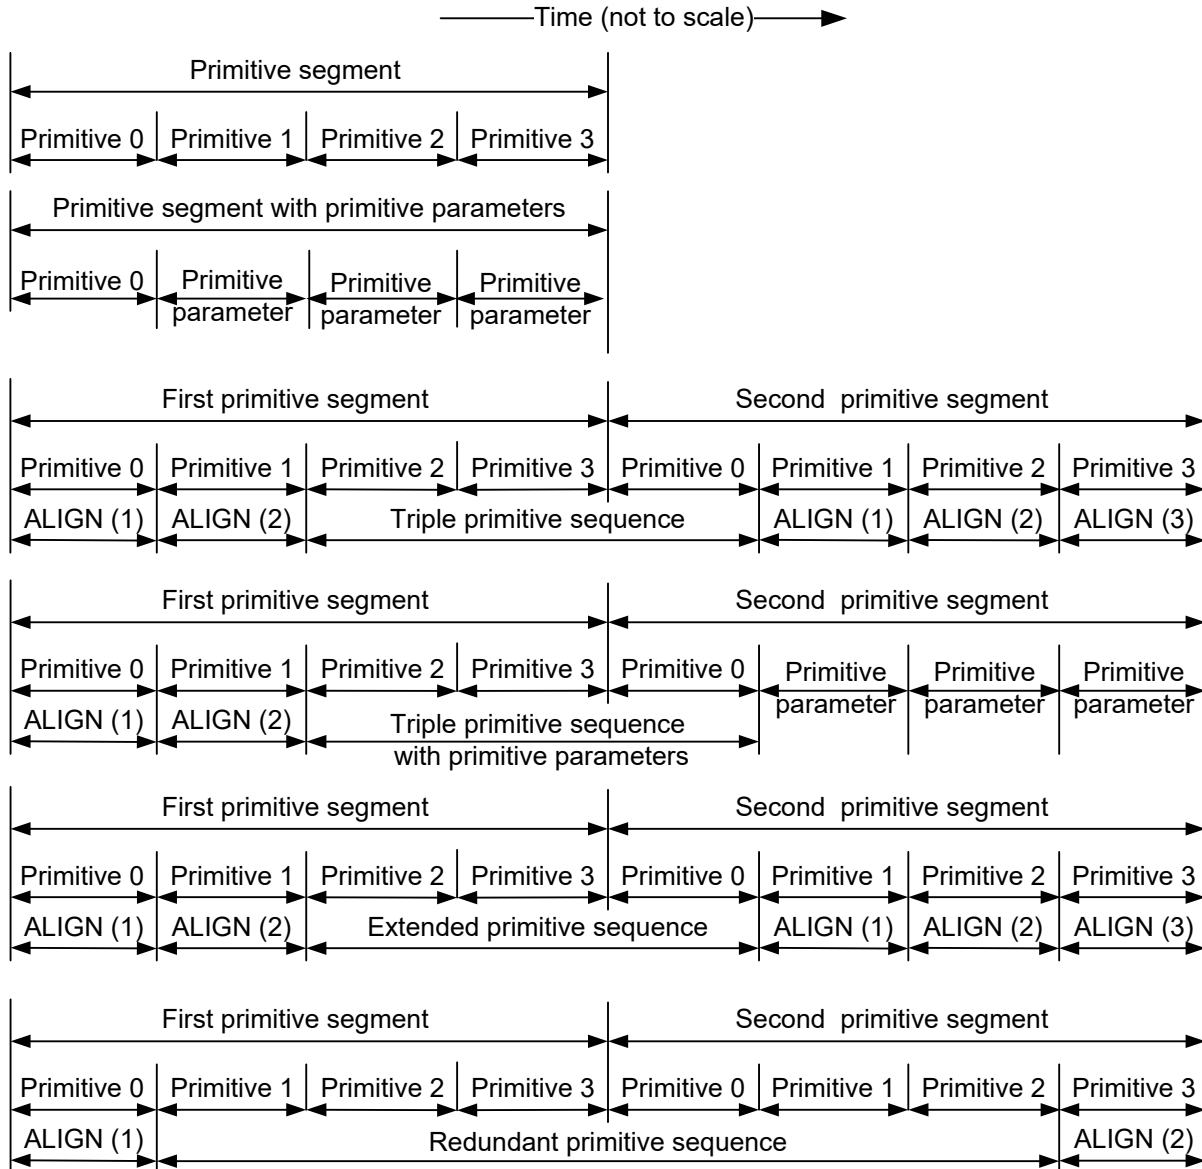 Time (not to scale)
Primitive segment
Primitive 0 Primitive 1 Primitive 2 Primitive 3
Primitive segment with primitive parameters
Primitive 0 Primitive parameter Primitive parameter Primitive parameter
First primitive segment Second primitive segment
Primitive 0 Primitive 1 Primitive 2 Primitive 3 Primitive 0 Primitive 1 Primitive 2 Primitive 3
ALIGN (1) ALIGN (2) Triple primitive sequence ALIGN (1) ALIGN (2) ALIGN (3)
First primitive segment Second primitive segment
Primitive 0 Primitive 1 Primitive 2 Primitive 3 Primitive 0 Primitive parameter Primitive parameter Primitive parameter
ALIGN (1) ALIGN (2) Triple primitive sequence
with primitive parameters
First primitive segment Second primitive segment
Primitive 0 Primitive 1 Primitive 2 Primitive 3 Primitive 0 Primitive 1 Primitive 2 Primitive 3
ALIGN (1) ALIGN (2) Extended primitive sequence ALIGN (1) ALIGN (2) ALIGN (3)
First primitive segment Second primitive segment
Primitive 0 Primitive 1 Primitive 2 Primitive 3 Primitive 0 Primitive 1 Primitive 2 Primitive 3
ALIGN (1) Redundant primitive sequence ALIGN (2)